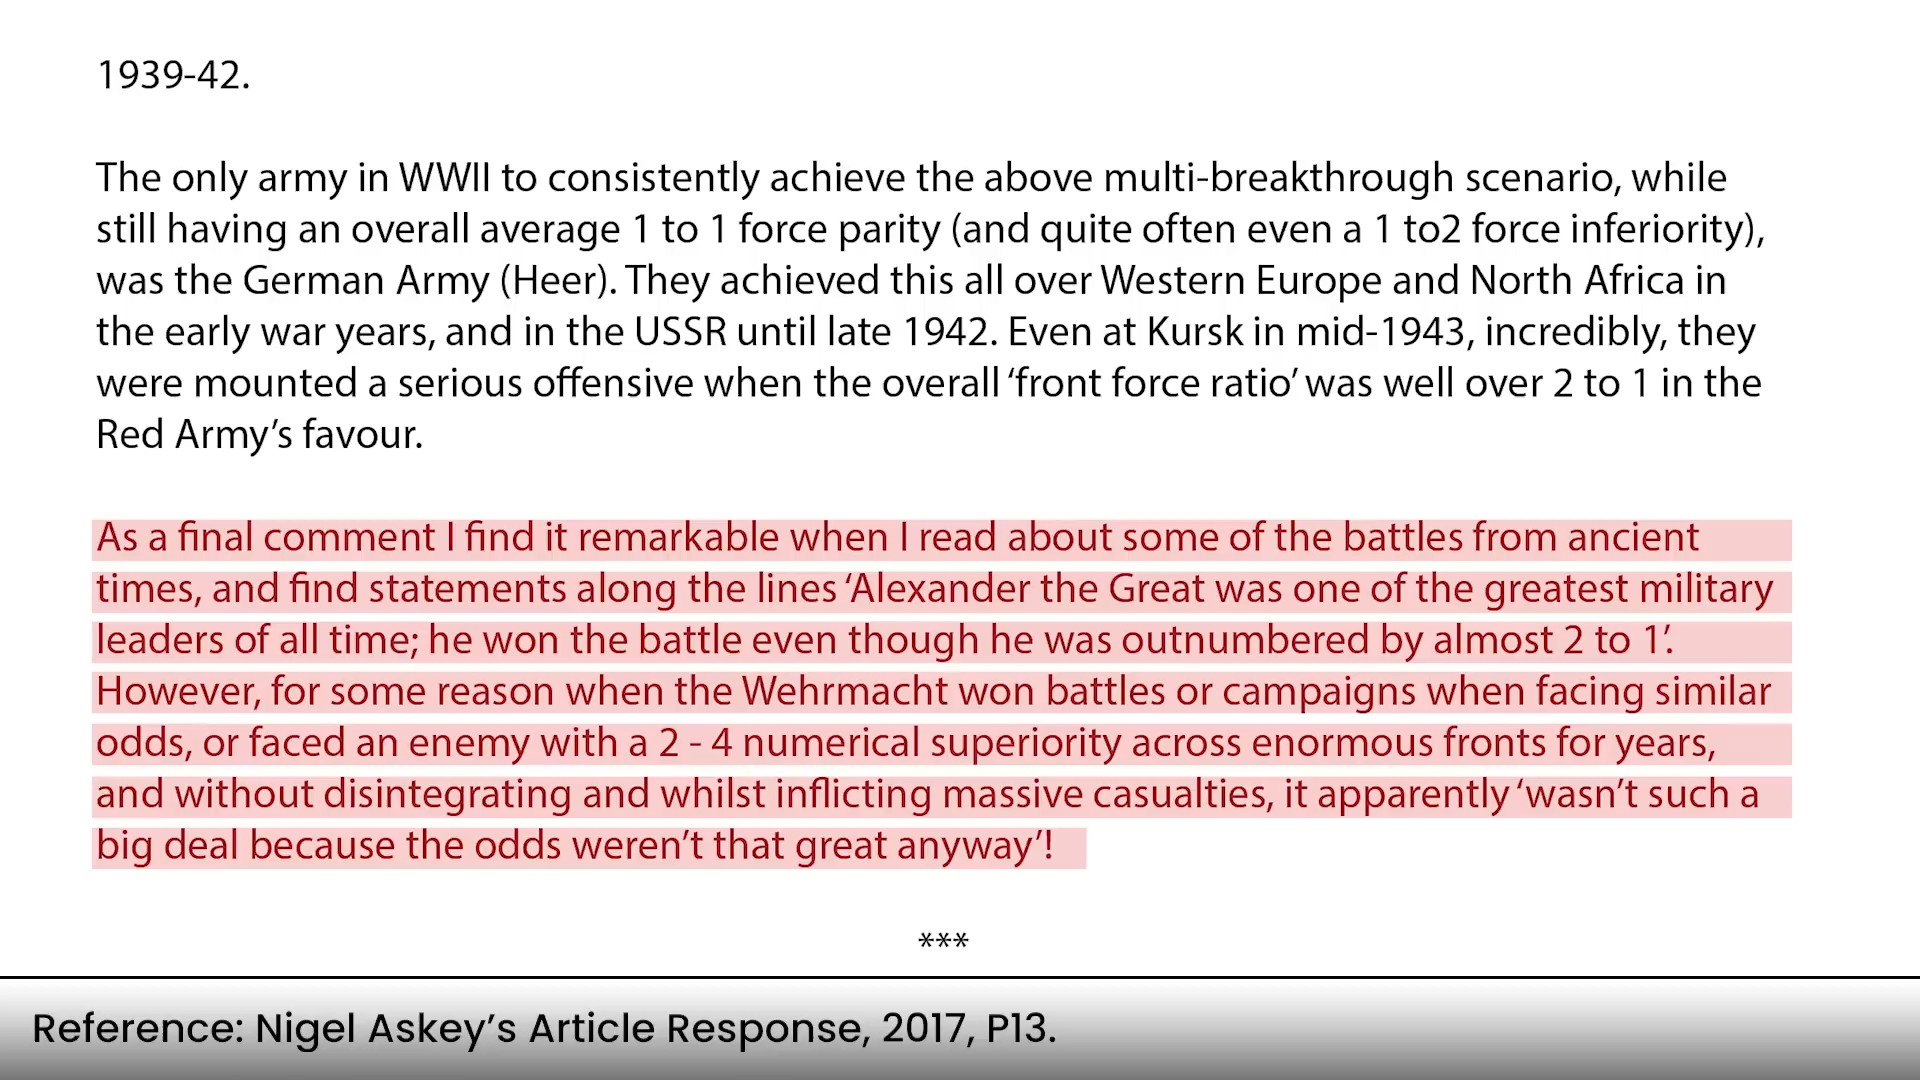 1939-42.
The only army in WWII to consistently achieve the above multi-breakthrough scenario, while
still having an overall average 1 to 1 force parity (and quite often even a 1 to2 force inferiority),
was the German Army (Heer). They achieved this all over Western Europe and North Africa in
the early war years, and in the USSR until late 1942. Even at Kursk in mid-1943, incredibly, they
were mounted a serious offensive when the overall ‘front force ratio’ was well over 2 to 1 in the
Red Army’s favour.
As a final comment I find it remarkable when I read about some of the battles from ancient
times, and find statements along the lines ‘Alexander the Great was one of the greatest military
leaders of all time; he won the battle even though he was outnumbered by almost 2 to 1’.
However, for some reason when the Wehrmacht won battles or campaigns when facing similar
odds, or faced an enemy with a 2 - 4 numerical superiority across enormous fronts for years,
and without disintegrating and whilst inflicting massive casualties, it apparently ‘wasn’t such a
big deal because the odds weren’t that great anyway’!
***
Reference: Nigel Askey’s Article Response, 2017, P13.